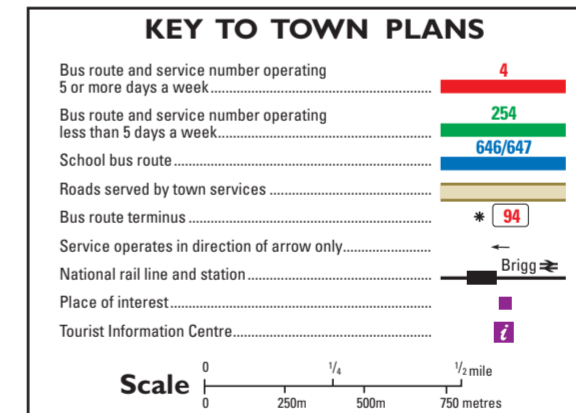 KEY TO TOWN PLANS
Bus route and service number operating
5 or more days a week.................................................... 4
Bus route and service number operating
less than 5 days a week.................................................. 254
School bus route............................................................ 646/647
Roads served by town services ......................................
Bus route terminus ........................................................ * 94
Service operates in direction of arrow only...................... ←
National rail line and station........................................... Brigg
Place of interest.............................................................
Tourist Information Centre.............................................. i
0 1/4 1/2 mile
Scale
0 250m 500m 750 metres